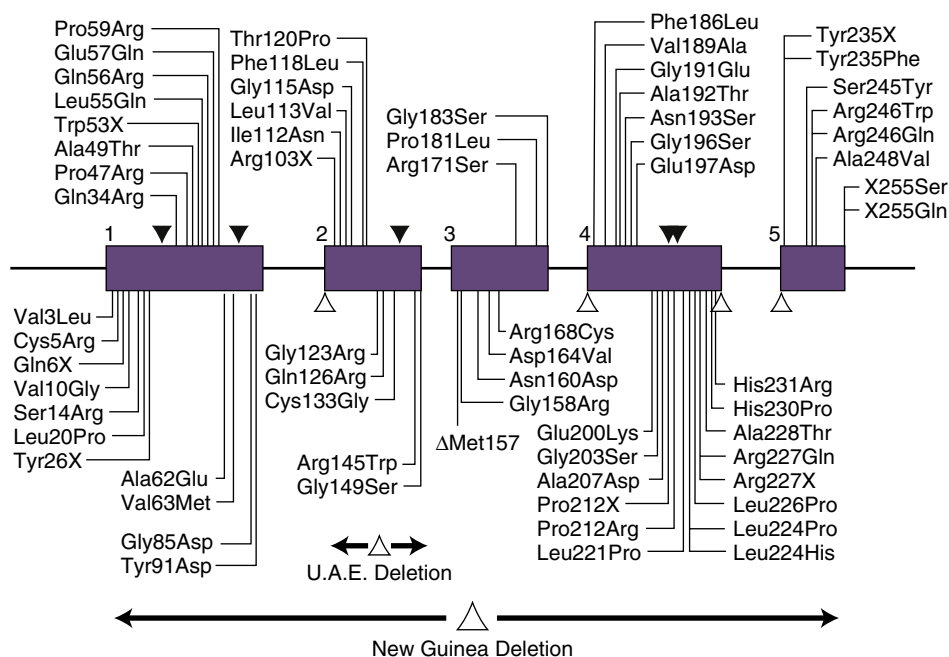 Pro59Arg
Glu57Gln
Gln56Arg
Leu55Gln
Trp53X
Ala49Thr
Pro47Arg
Gln34Arg
Thr120Pro
Phe118Leu
Gly115Asp
Leu113Val
Ile112Asn
Arg103X
Gly183Ser
Pro181Leu
Arg171Ser
Phe186Leu
Val189Ala
Gly191Glu
Ala192Thr
Asn193Ser
Gly196Ser
Glu197Asp
Tyr235X
Tyr235Phe
Ser245Tyr
Arg246Trp
Arg246Gln
Ala248Val
X255Ser
X255Gln
1
2
3
4
5
Val3Leu
Cys5Arg
Gln6X
Val10Gly
Ser14Arg
Leu20Pro
Tyr26X
Ala62Glu
Val63Met
Gly85Asp
Tyr91Asp
Gly123Arg
Gln126Arg
Cys133Gly
Arg145Trp
Gly149Ser
Arg168Cys
Asp164Val
Asn160Asp
Gly158Arg
ΔMet157
Glu200Lys
Gly203Ser
Ala207Asp
Pro212X
Pro212Arg
Leu221Pro
His231Arg
His230Pro
Ala228Thr
Arg227Gln
Arg227X
Leu226Pro
Leu224Pro
Leu224His
U.A.E. Deletion
New Guinea Deletion